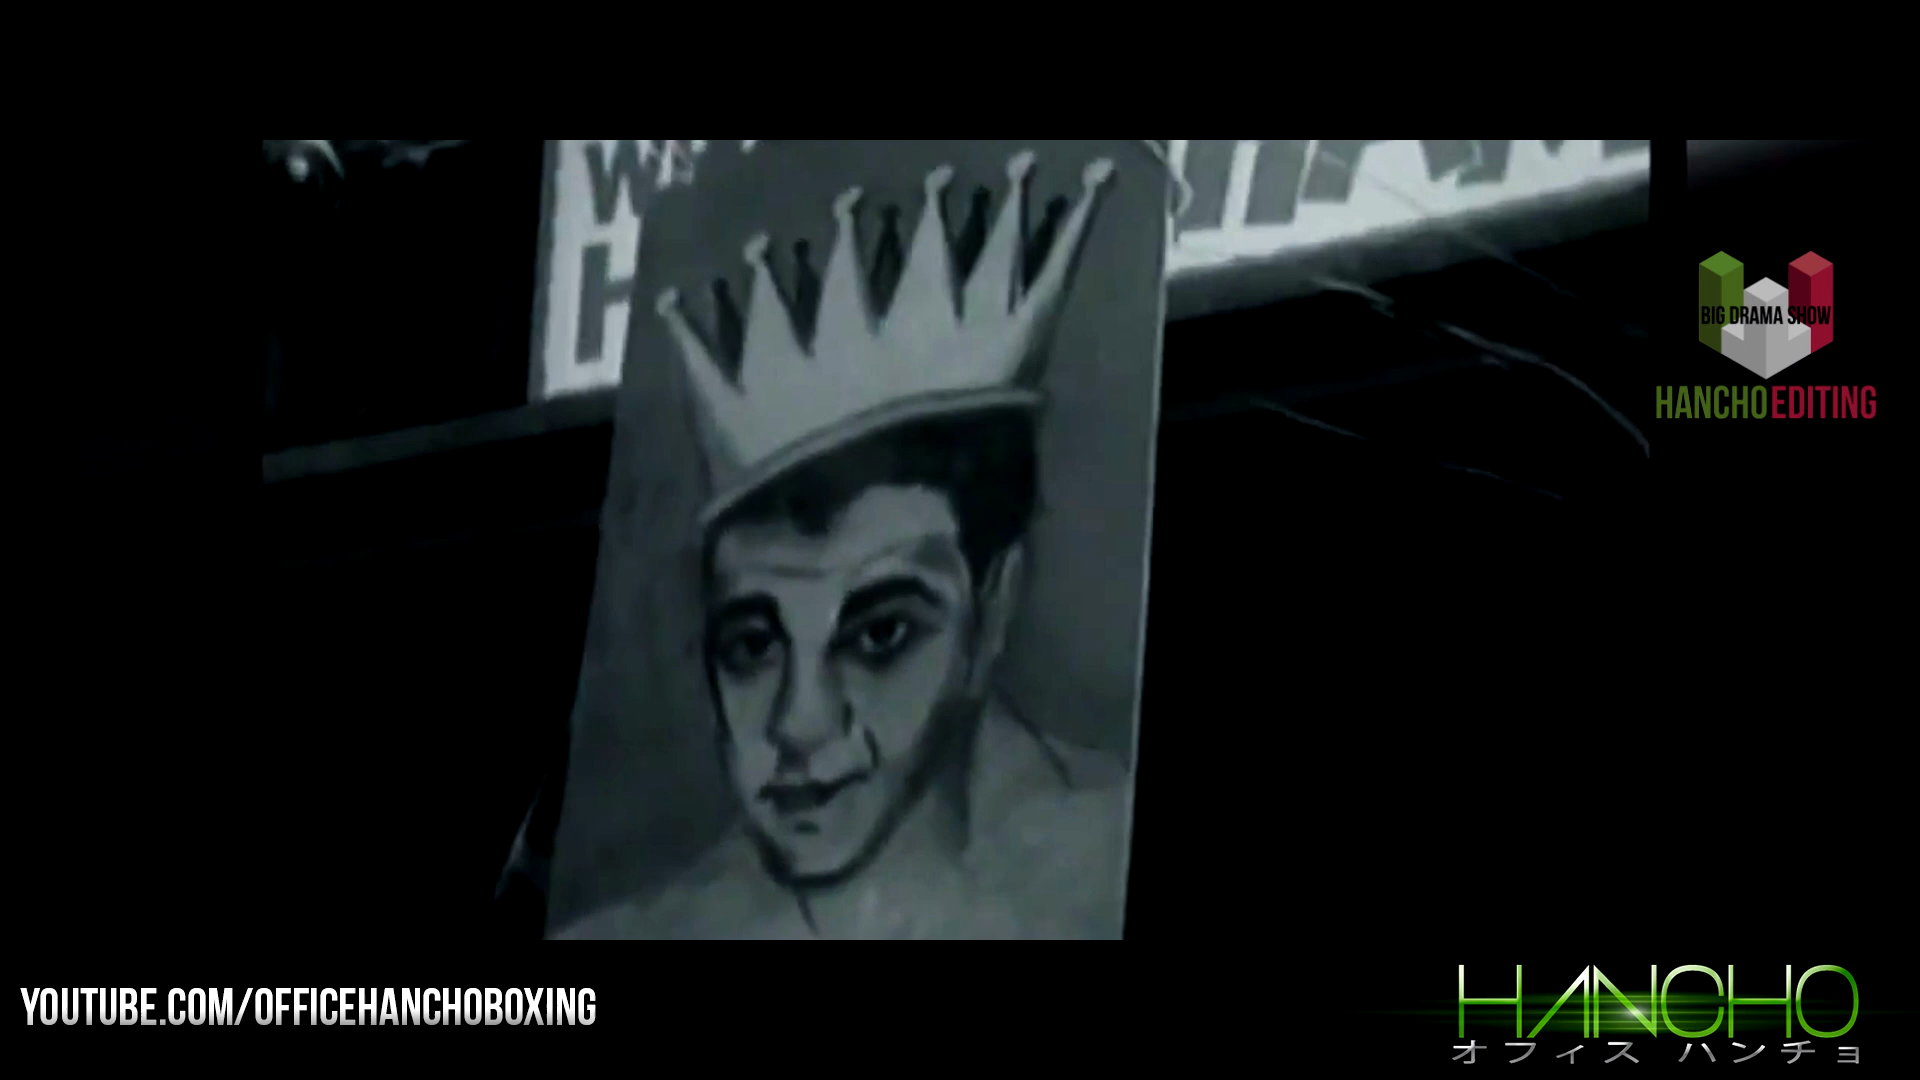 BIG DRAMA SHOW
HANCHOEDITING
YOUTUBE.COM/OFFICEHANCHOBOXING
HANCHO
オフィス ハンチョ